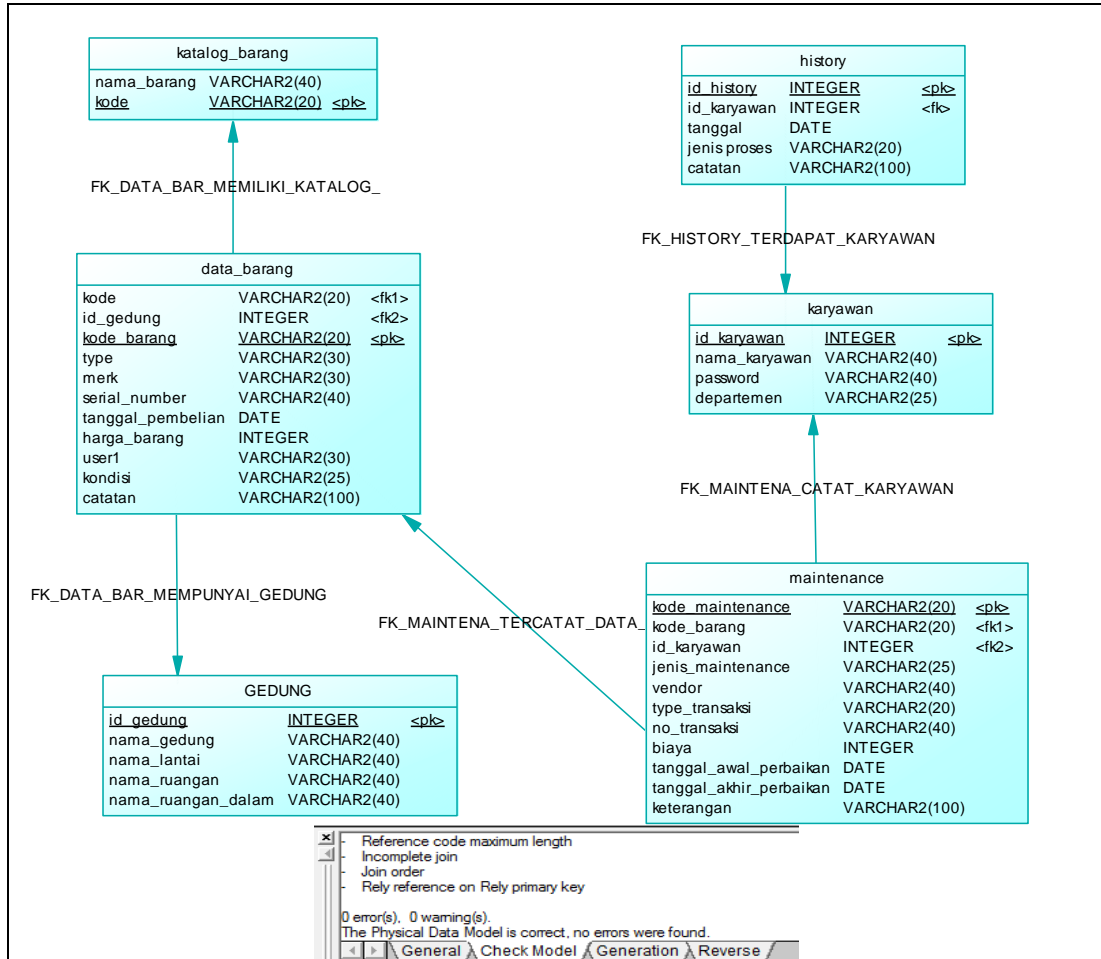 katalog_barang
nama_barang VARCHAR2(40)
kode VARCHAR2(20) <pk>
FK_DATA_BAR_MEMILIKI_KATALOG_
data_barang
kode VARCHAR2(20) <fk1>
id_gedung INTEGER <fk2>
kode_barang VARCHAR2(20) <pk>
type VARCHAR2(30)
merk VARCHAR2(30)
serial_number VARCHAR2(40)
tanggal_pembelian DATE
harga_barang INTEGER
user1 VARCHAR2(30)
kondisi VARCHAR2(25)
catatan VARCHAR2(100)
FK_DATA_BAR_MEMPUNYAI_GEDUNG
GEDUNG
id_gedung INTEGER <pk>
nama_gedung VARCHAR2(40)
nama_lantai VARCHAR2(40)
nama_ruangan VARCHAR2(40)
nama_ruangan_dalam VARCHAR2(40)
history
id_history INTEGER <pk>
id_karyawan INTEGER <fk>
tanggal DATE
jenis proses VARCHAR2(20)
catatan VARCHAR2(100)
FK_HISTORY_TERDAPAT_KARYAWAN
karyawan
id_karyawan INTEGER <pk>
nama_karyawan VARCHAR2(40)
password VARCHAR2(40)
departemen VARCHAR2(25)
FK_MAINTENA_CATAT_KARYAWAN
FK_MAINTENA_TERCATAT_DATA_
maintenance
kode_maintenance VARCHAR2(20) <pk>
kode_barang VARCHAR2(20) <fk1>
id_karyawan INTEGER <fk2>
jenis_maintenance VARCHAR2(25)
vendor VARCHAR2(40)
type_transaksi VARCHAR2(20)
no_transaksi VARCHAR2(40)
biaya INTEGER
tanggal_awal_perbaikan DATE
tanggal_akhir_perbaikan DATE
keterangan VARCHAR2(100)
- Reference code maximum length
- Incomplete join
- Join order
- Rely reference on Rely primary key
0 error(s), 0 warning(s).
The Physical Data Model is correct, no errors were found.
General Check Model Generation Reverse